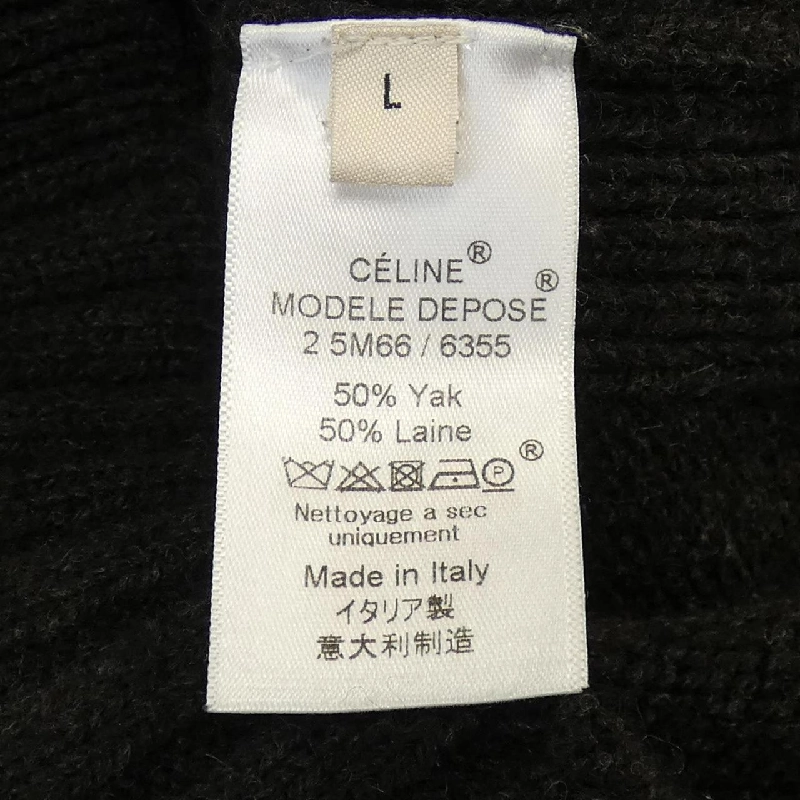 L
CÉLINE®
MODELE DEPOSE®
2 5M66 / 6355
50% Yak
50% Laine
P ®
Nettoyage a sec
uniquement
Made in Italy
イタリア製
意大利制造